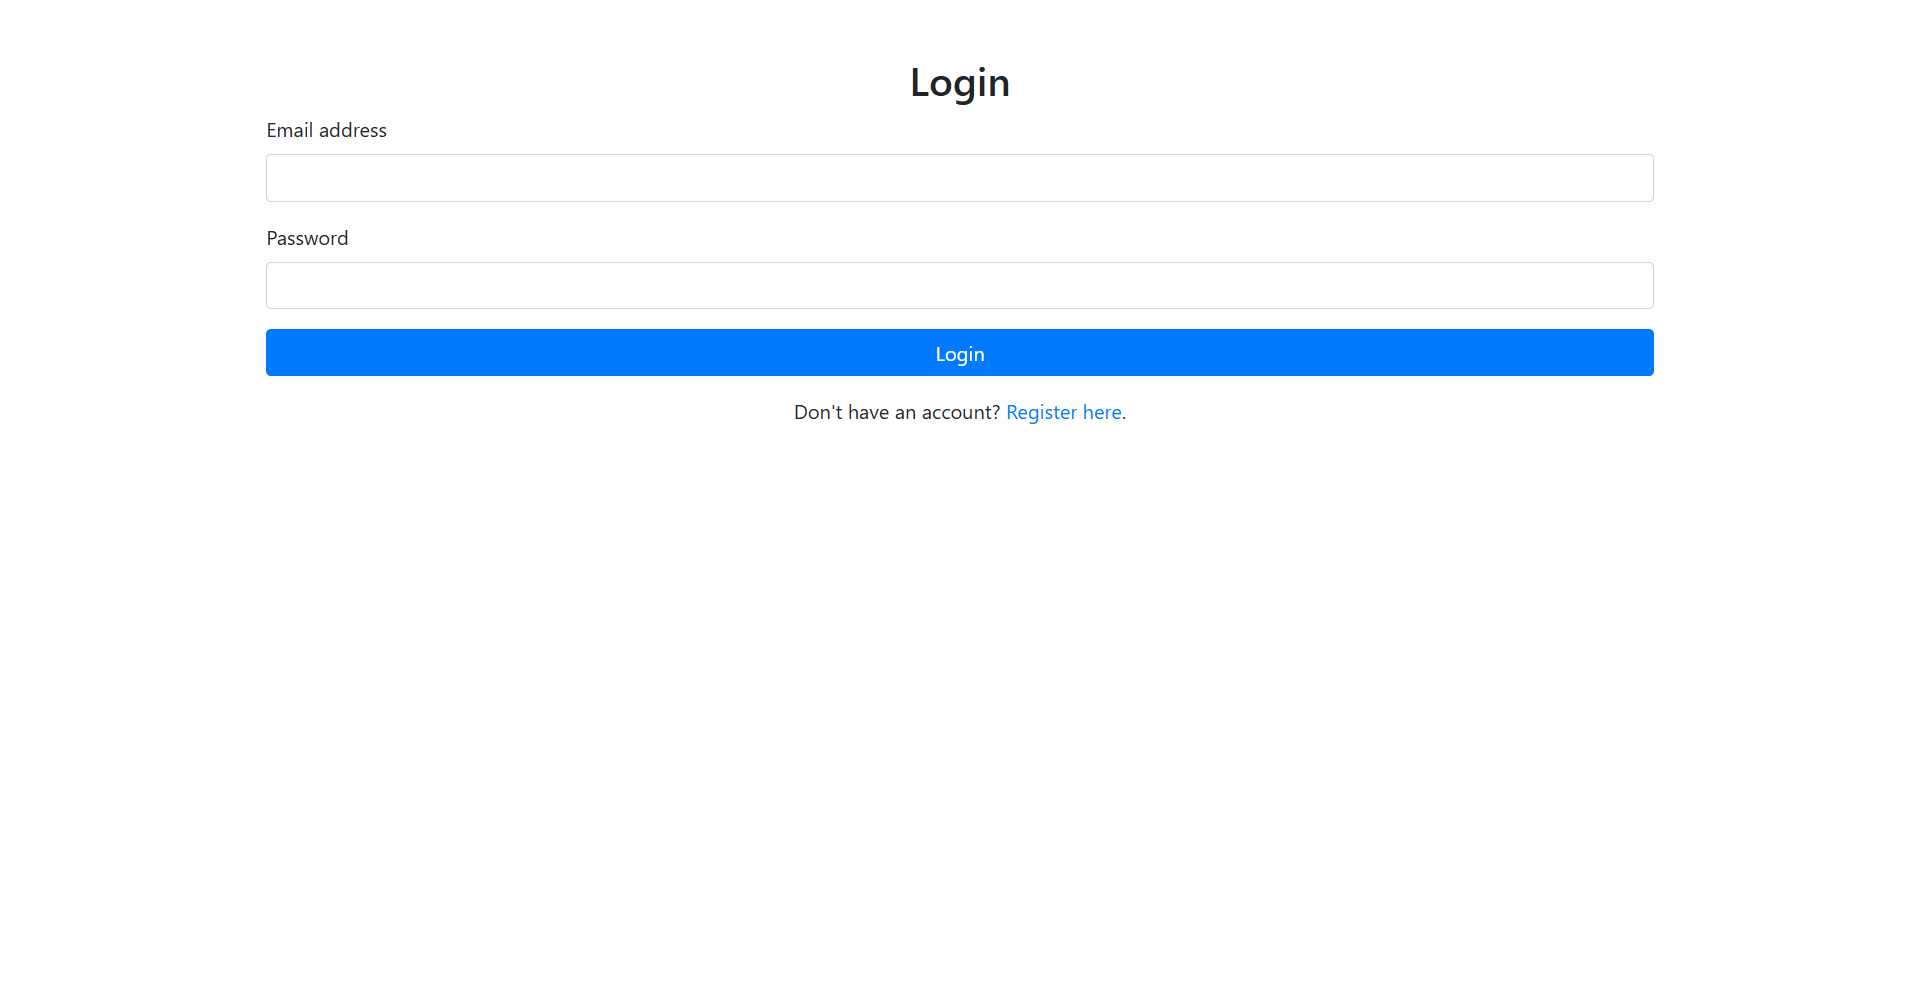 Login
Email address
Password
Login
Don't have an account? Register here.